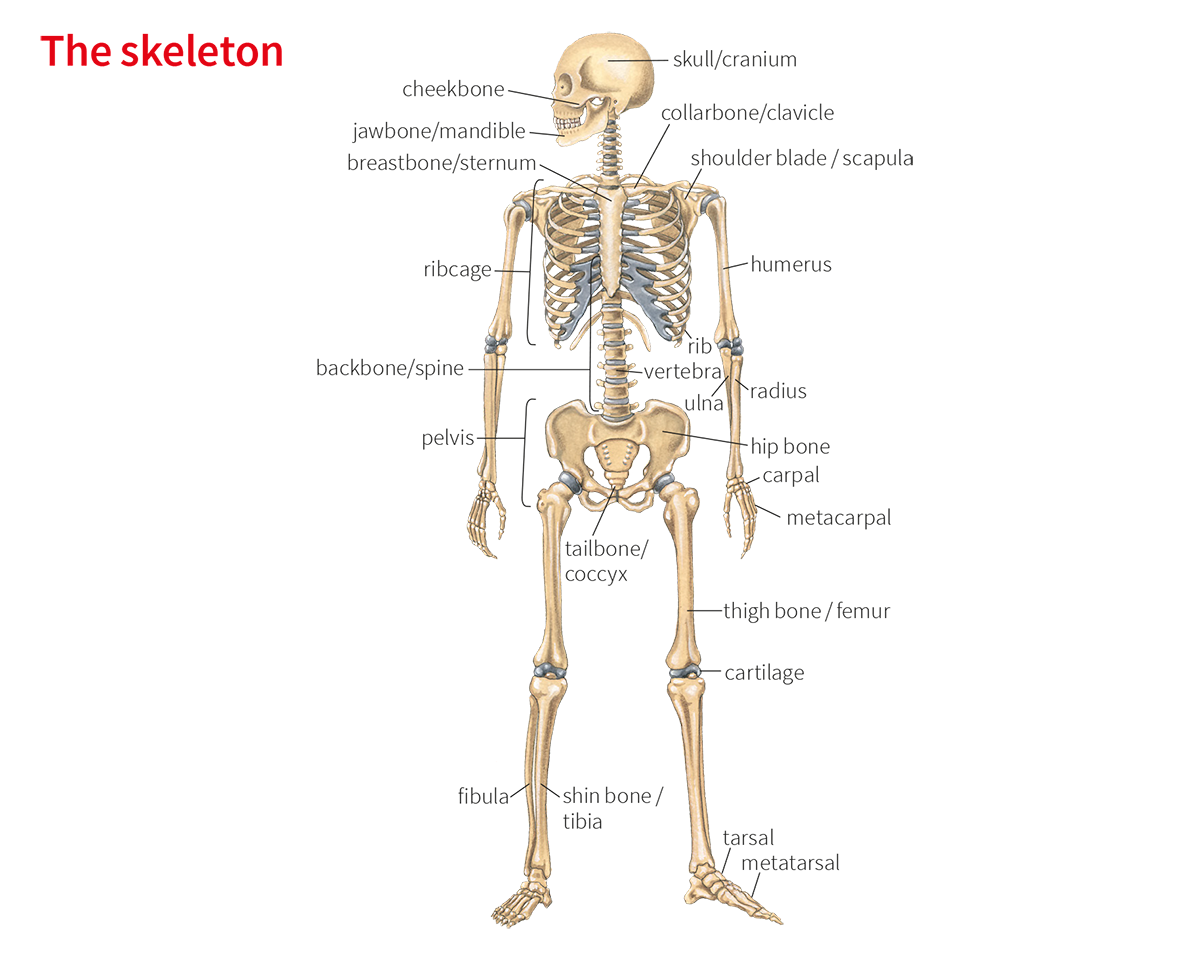 The skeleton
skull/cranium
cheekbone
collarbone/clavicle
jawbone/mandible
breastbone/sternum
shoulder blade / scapula
humerus
ribcage
rib
backbone/spine
vertebra
radius
ulna
pelvis
hip bone
carpal
metacarpal
tailbone/
coccyx
thigh bone / femur
cartilage
fibula
shin bone /
tibia
tarsal
metatarsal